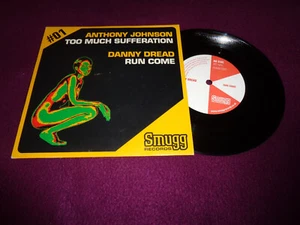 #01
ANTHONY JOHNSON
TOO MUCH SUFFERATION
DANNY DREAD
RUN COME
Smugg
RECORDS